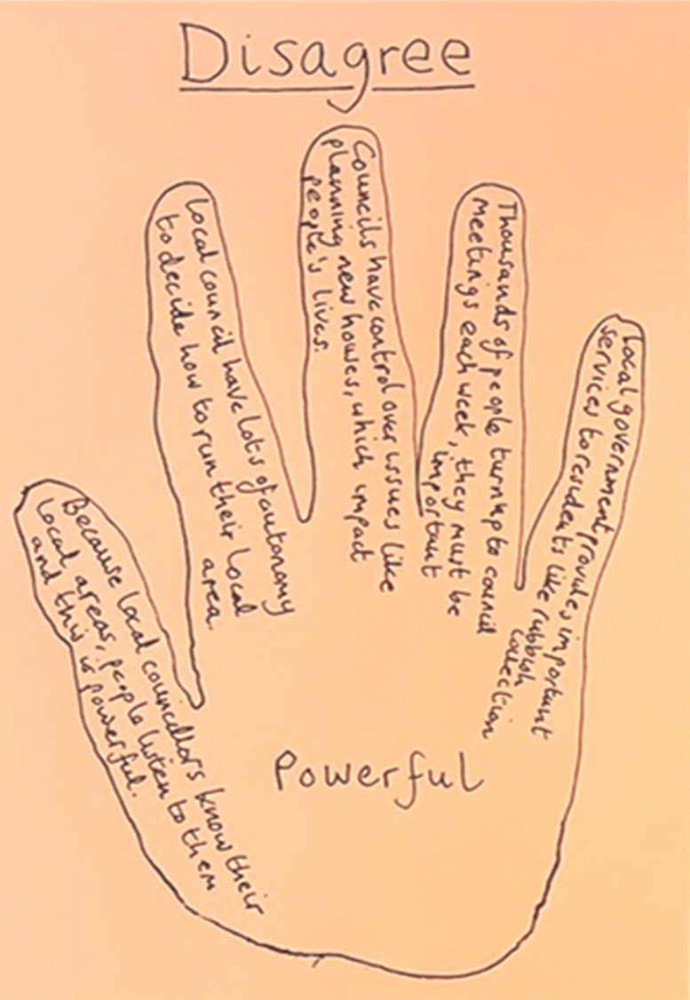 Disagree
Because local councillors know their
local areas, people listen to them
and this is powerful.
Local council have lots of autonomy
to decide how to run their local
area.
Councils have control over issues like
planning new houses, which impact
people's lives.
Thousands of people turn up to council
meetings each week, they must be
important
Local government provides important
services to residents like rubbish
collection
Powerful